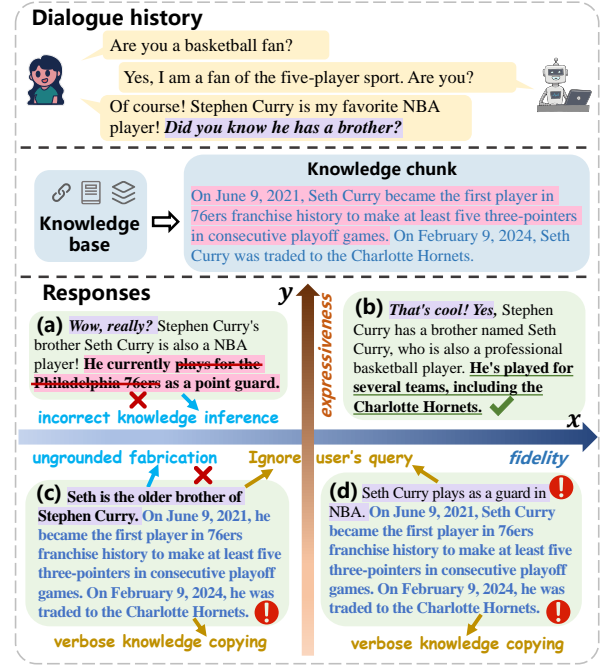 Dialogue history
Are you a basketball fan?
Yes, I am a fan of the five-player sport. Are you?
Of course! Stephen Curry is my favorite NBA
player! Did you know he has a brother?
Knowledge
base
Knowledge chunk
On June 9, 2021, Seth Curry became the first player in
76ers franchise history to make at least five three-pointers
in consecutive playoff games. On February 9, 2024, Seth
Curry was traded to the Charlotte Hornets.
Responses
y
expressiveness
(a) Wow, really? Stephen Curry's
brother Seth Curry is also a NBA
player! He currently plays for the
Philadelphia 76ers as a point guard.
incorrect knowledge inference
(b) That's cool! Yes, Stephen
Curry has a brother named Seth
Curry, who is also a professional
basketball player. He's played for
several teams, including the
Charlotte Hornets.
x
fidelity
ungrounded fabrication
Ignore user's query
(c) Seth is the older brother of
Stephen Curry. On June 9, 2021, he
became the first player in 76ers
franchise history to make at least five
three-pointers in consecutive playoff
games. On February 9, 2024, he was
traded to the Charlotte Hornets.
verbose knowledge copying
(d) Seth Curry plays as a guard in
NBA. On June 9, 2021, Seth Curry
became the first player in 76ers
franchise history to make at least five
three-pointers in consecutive playoff
games. On February 9, 2024, he was
traded to the Charlotte Hornets.
verbose knowledge copying